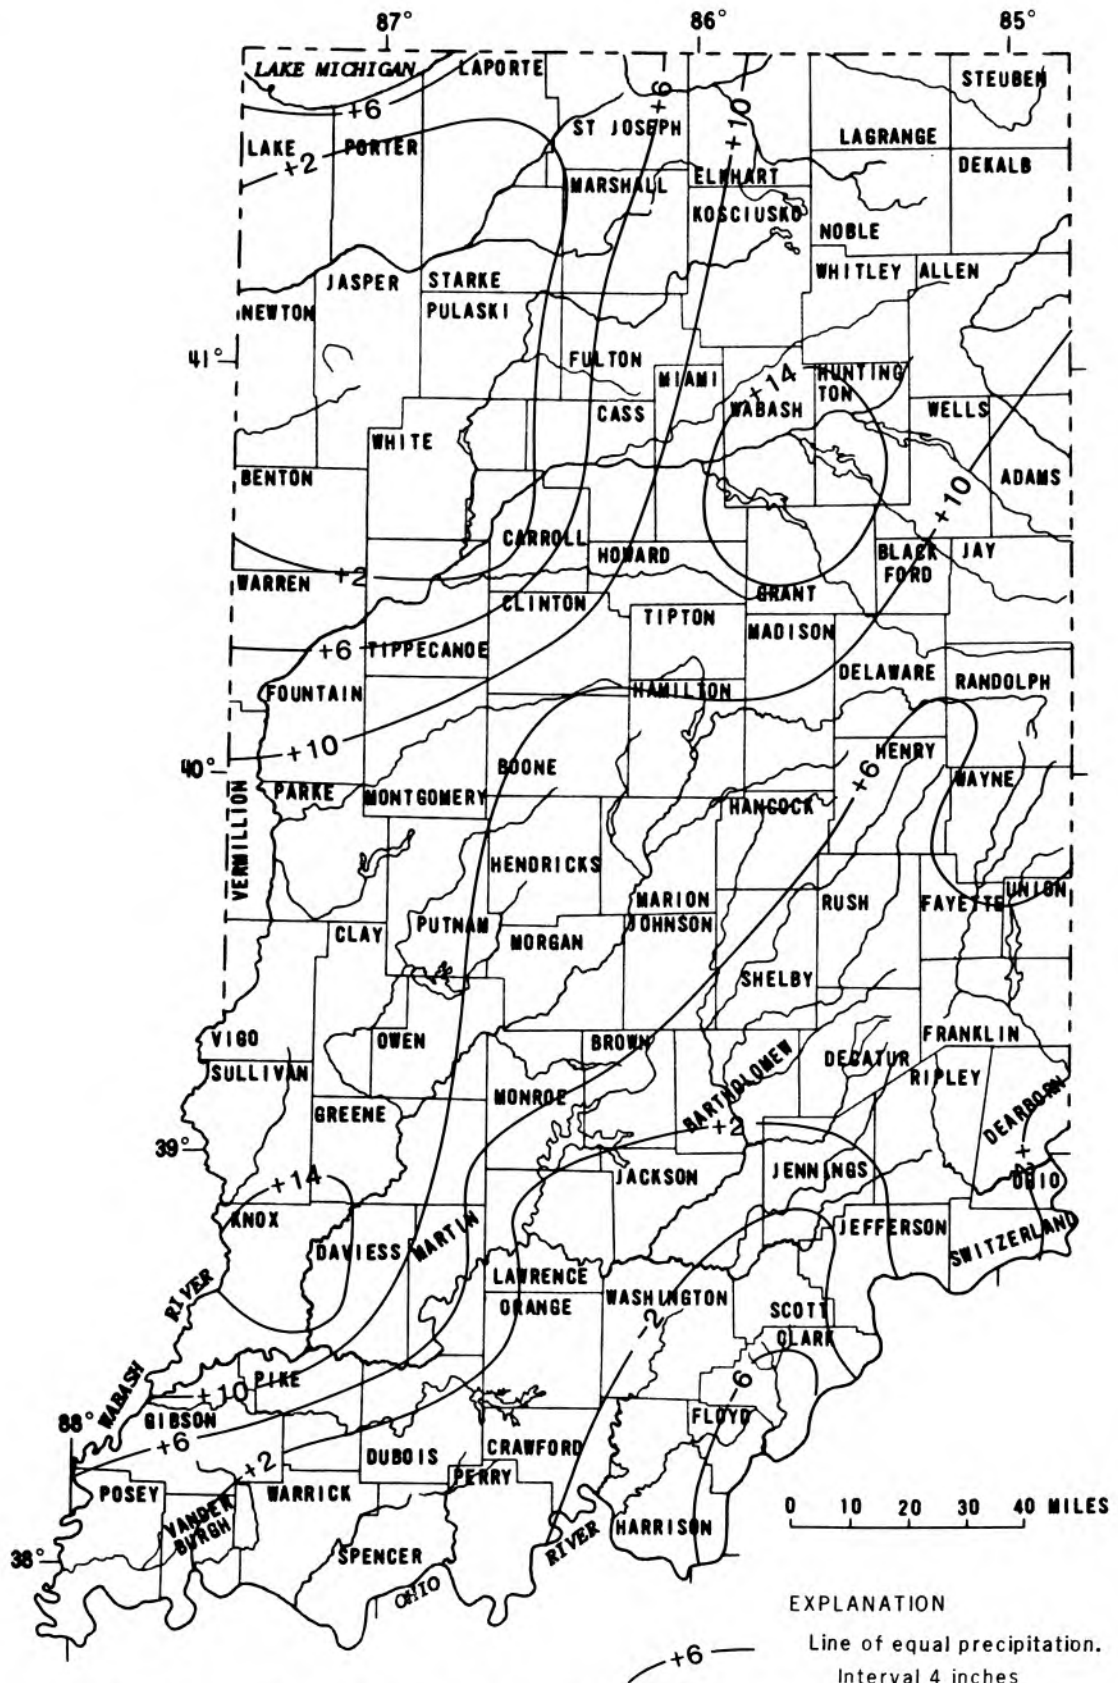 87° 86° 85°
LAKE MICHIGAN LAPORTE STEUBEN
+6 +6 +10
ST JOSEPH LAGRANGE
LAKE PORTER
+2 MARSHALL ELKHART DEKALB
KOSCIUSKO NOBLE
JASPER STARKE WHITLEY ALLEN
NEWTON PULASKI
41° FULTON MIAMI +14 HUNTING
TON
CASS WABASH WELLS
WHITE
BENTON ADAMS
+10
CARROLL HOWARD BLACK JAY
FORD
WARREN +2 GRANT
CLINTON TIPTON MADISON
+6 TIPPECANOE
FOUNTAIN HAMILTON DELAWARE RANDOLPH
+10 HENRY
40° BOONE +6 WAYNE
PARKE MONTGOMERY HANCOCK
VERMILLION
HENDRICKS MARION RUSH FAYETTE UNION
PUTNAM JOHNSON
CLAY MORGAN
SHELBY
VIGO OWEN BROWN FRANKLIN
SULLIVAN DECATUR RIPLEY
MONROE BARTHOLOMEW DEARBORN
GREENE +2
39° +2
+14 JACKSON JENNINGS OHIO
KNOX DAVIESS MARTIN JEFFERSON SWITZERLAND
LAWRENCE
RIVER ORANGE WASHINGTON SCOTT
-2 CLARK
WABASH +10 PIKE -6
88° GIBSON FLOYD
+6 DUBOIS CRAWFORD
+2 PERRY
POSEY WARRICK 0 10 20 30 40 MILES
VANDER
BURGH HARRISON
38° SPENCER RIVER
OHIO
EXPLANATION
+6 Line of equal precipitation.
Interval 4 inches